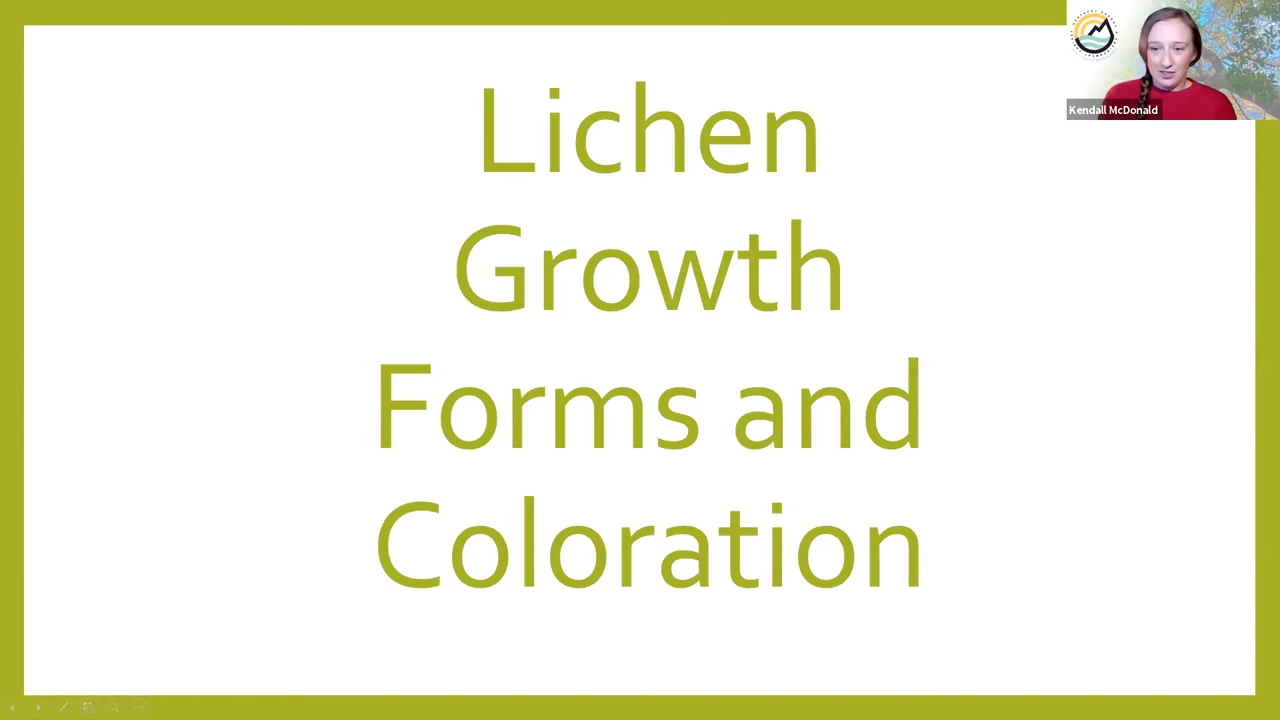 Lichen
Growth
Forms and
Coloration
Kendall McDonald